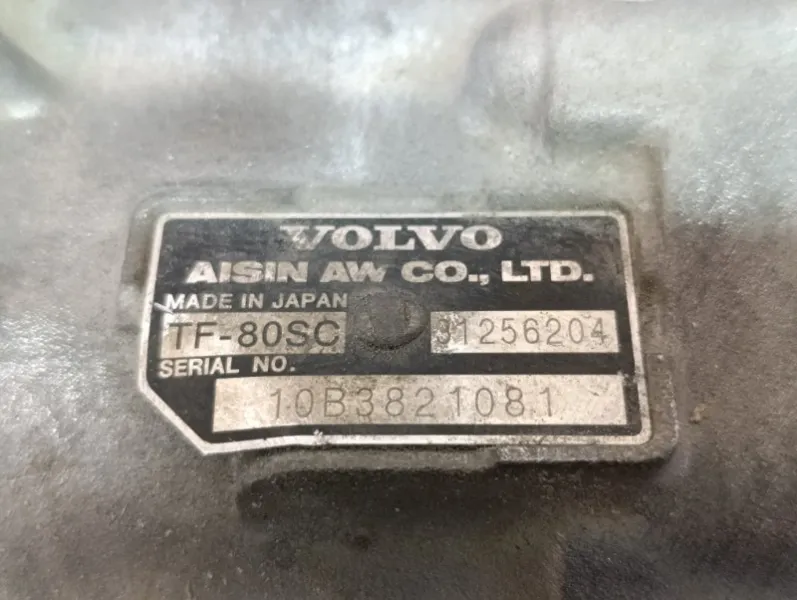 VOLVO
AISIN AW CO., LTD.
MADE IN JAPAN
TF-80SC 31256204
SERIAL NO.
10B3821081